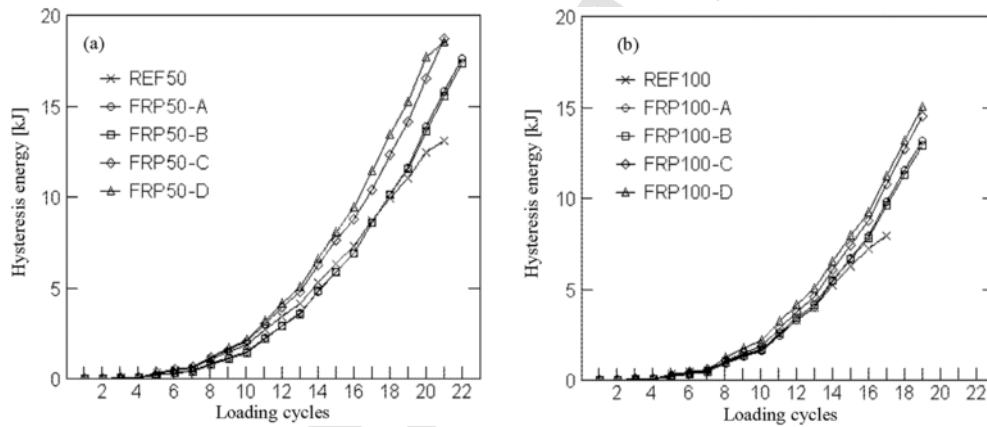 (a)
REF50
FRP50-A
FRP50-B
FRP50-C
FRP50-D
Hysteresis energy [kJ]
20
15
10
5
0
2 4 6 8 10 12 14 16 18 20 22
Loading cycles
(b)
REF100
FRP100-A
FRP100-B
FRP100-C
FRP100-D
Hysteresis energy [kJ]
20
15
10
5
0
2 4 6 8 10 12 14 16 18 20 22
Loading cycles